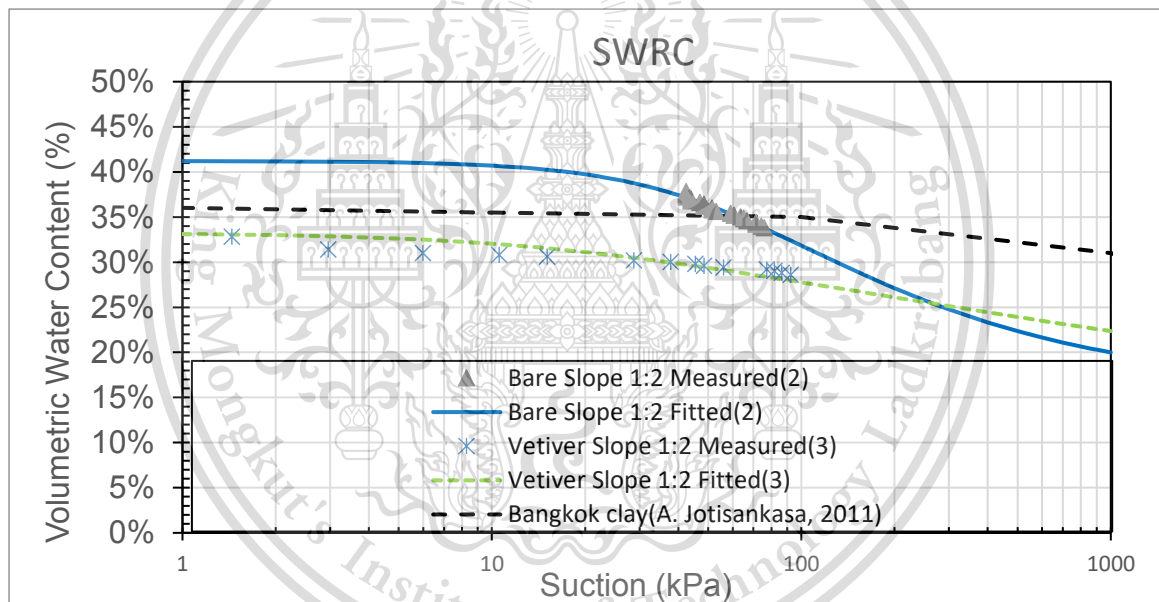 SWRC
50%
45%
40%
35%
30%
25%
20%
15%
10%
5%
0%
Volumetric Water Content (%)
Bare Slope 1:2 Measured(2)
Bare Slope 1:2 Fitted(2)
Vetiver Slope 1:2 Measured(3)
Vetiver Slope 1:2 Fitted(3)
Bangkok clay(A. Jotisankasa, 2011)
1
10
100
1000
Suction (kPa)
King Mongkut's Institute of Technology Ladkrabang